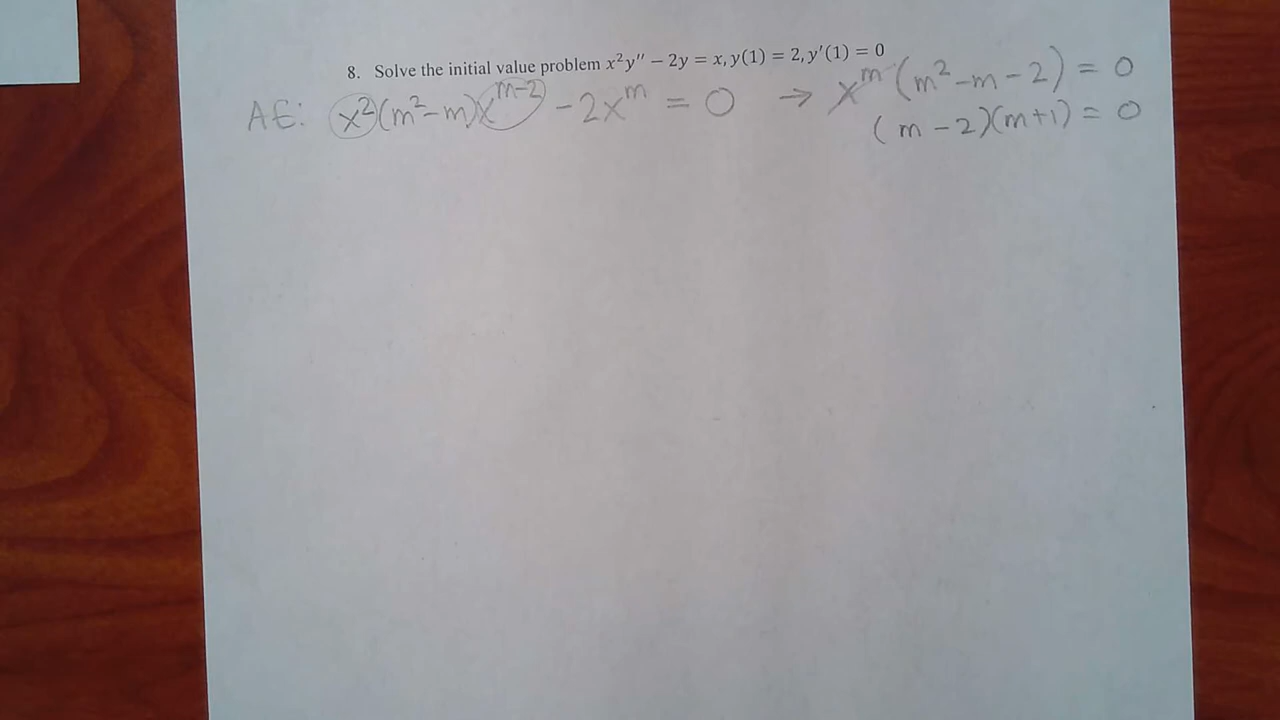 8. Solve the initial value problem x²y″ − 2y = x, y(1) = 2, y′(1) = 0
AE: x²(m²−m)x^(m−2) − 2x^m = 0 → x^m (m²−m−2) = 0
(m−2)(m+1) = 0